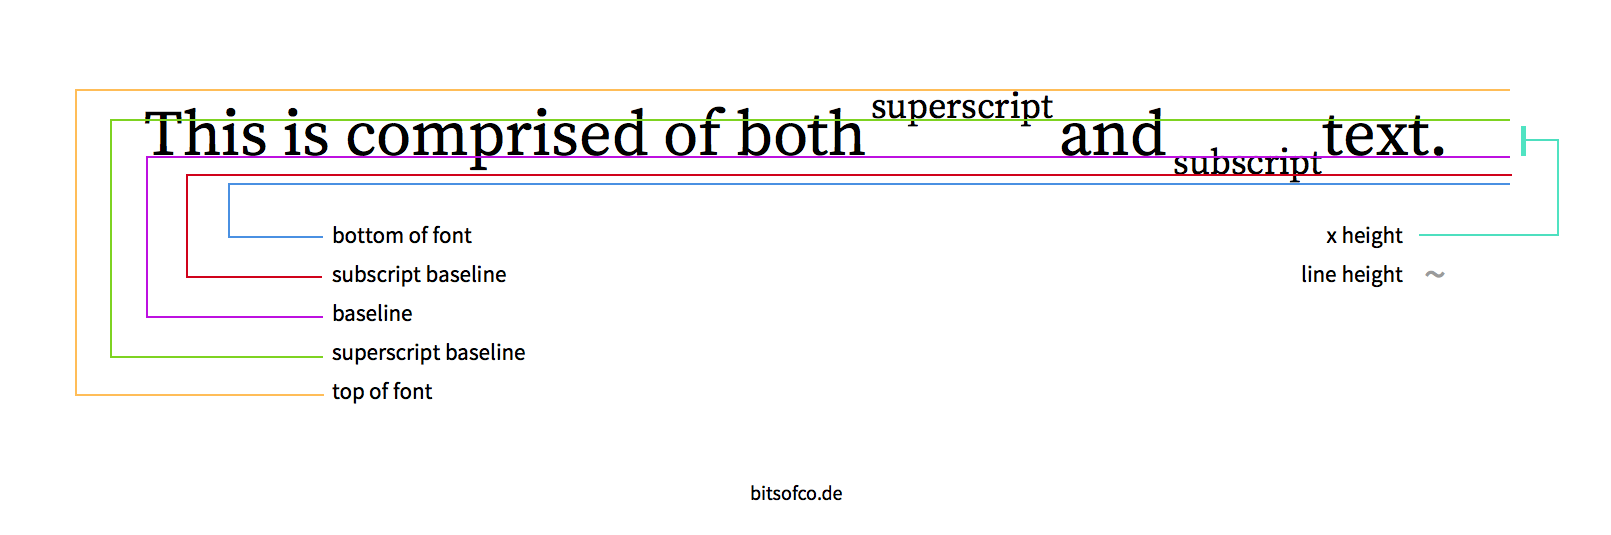 This is comprised of both superscript and subscript text.
bottom of font
subscript baseline
baseline
superscript baseline
top of font
x height
line height ~
bitsofco.de